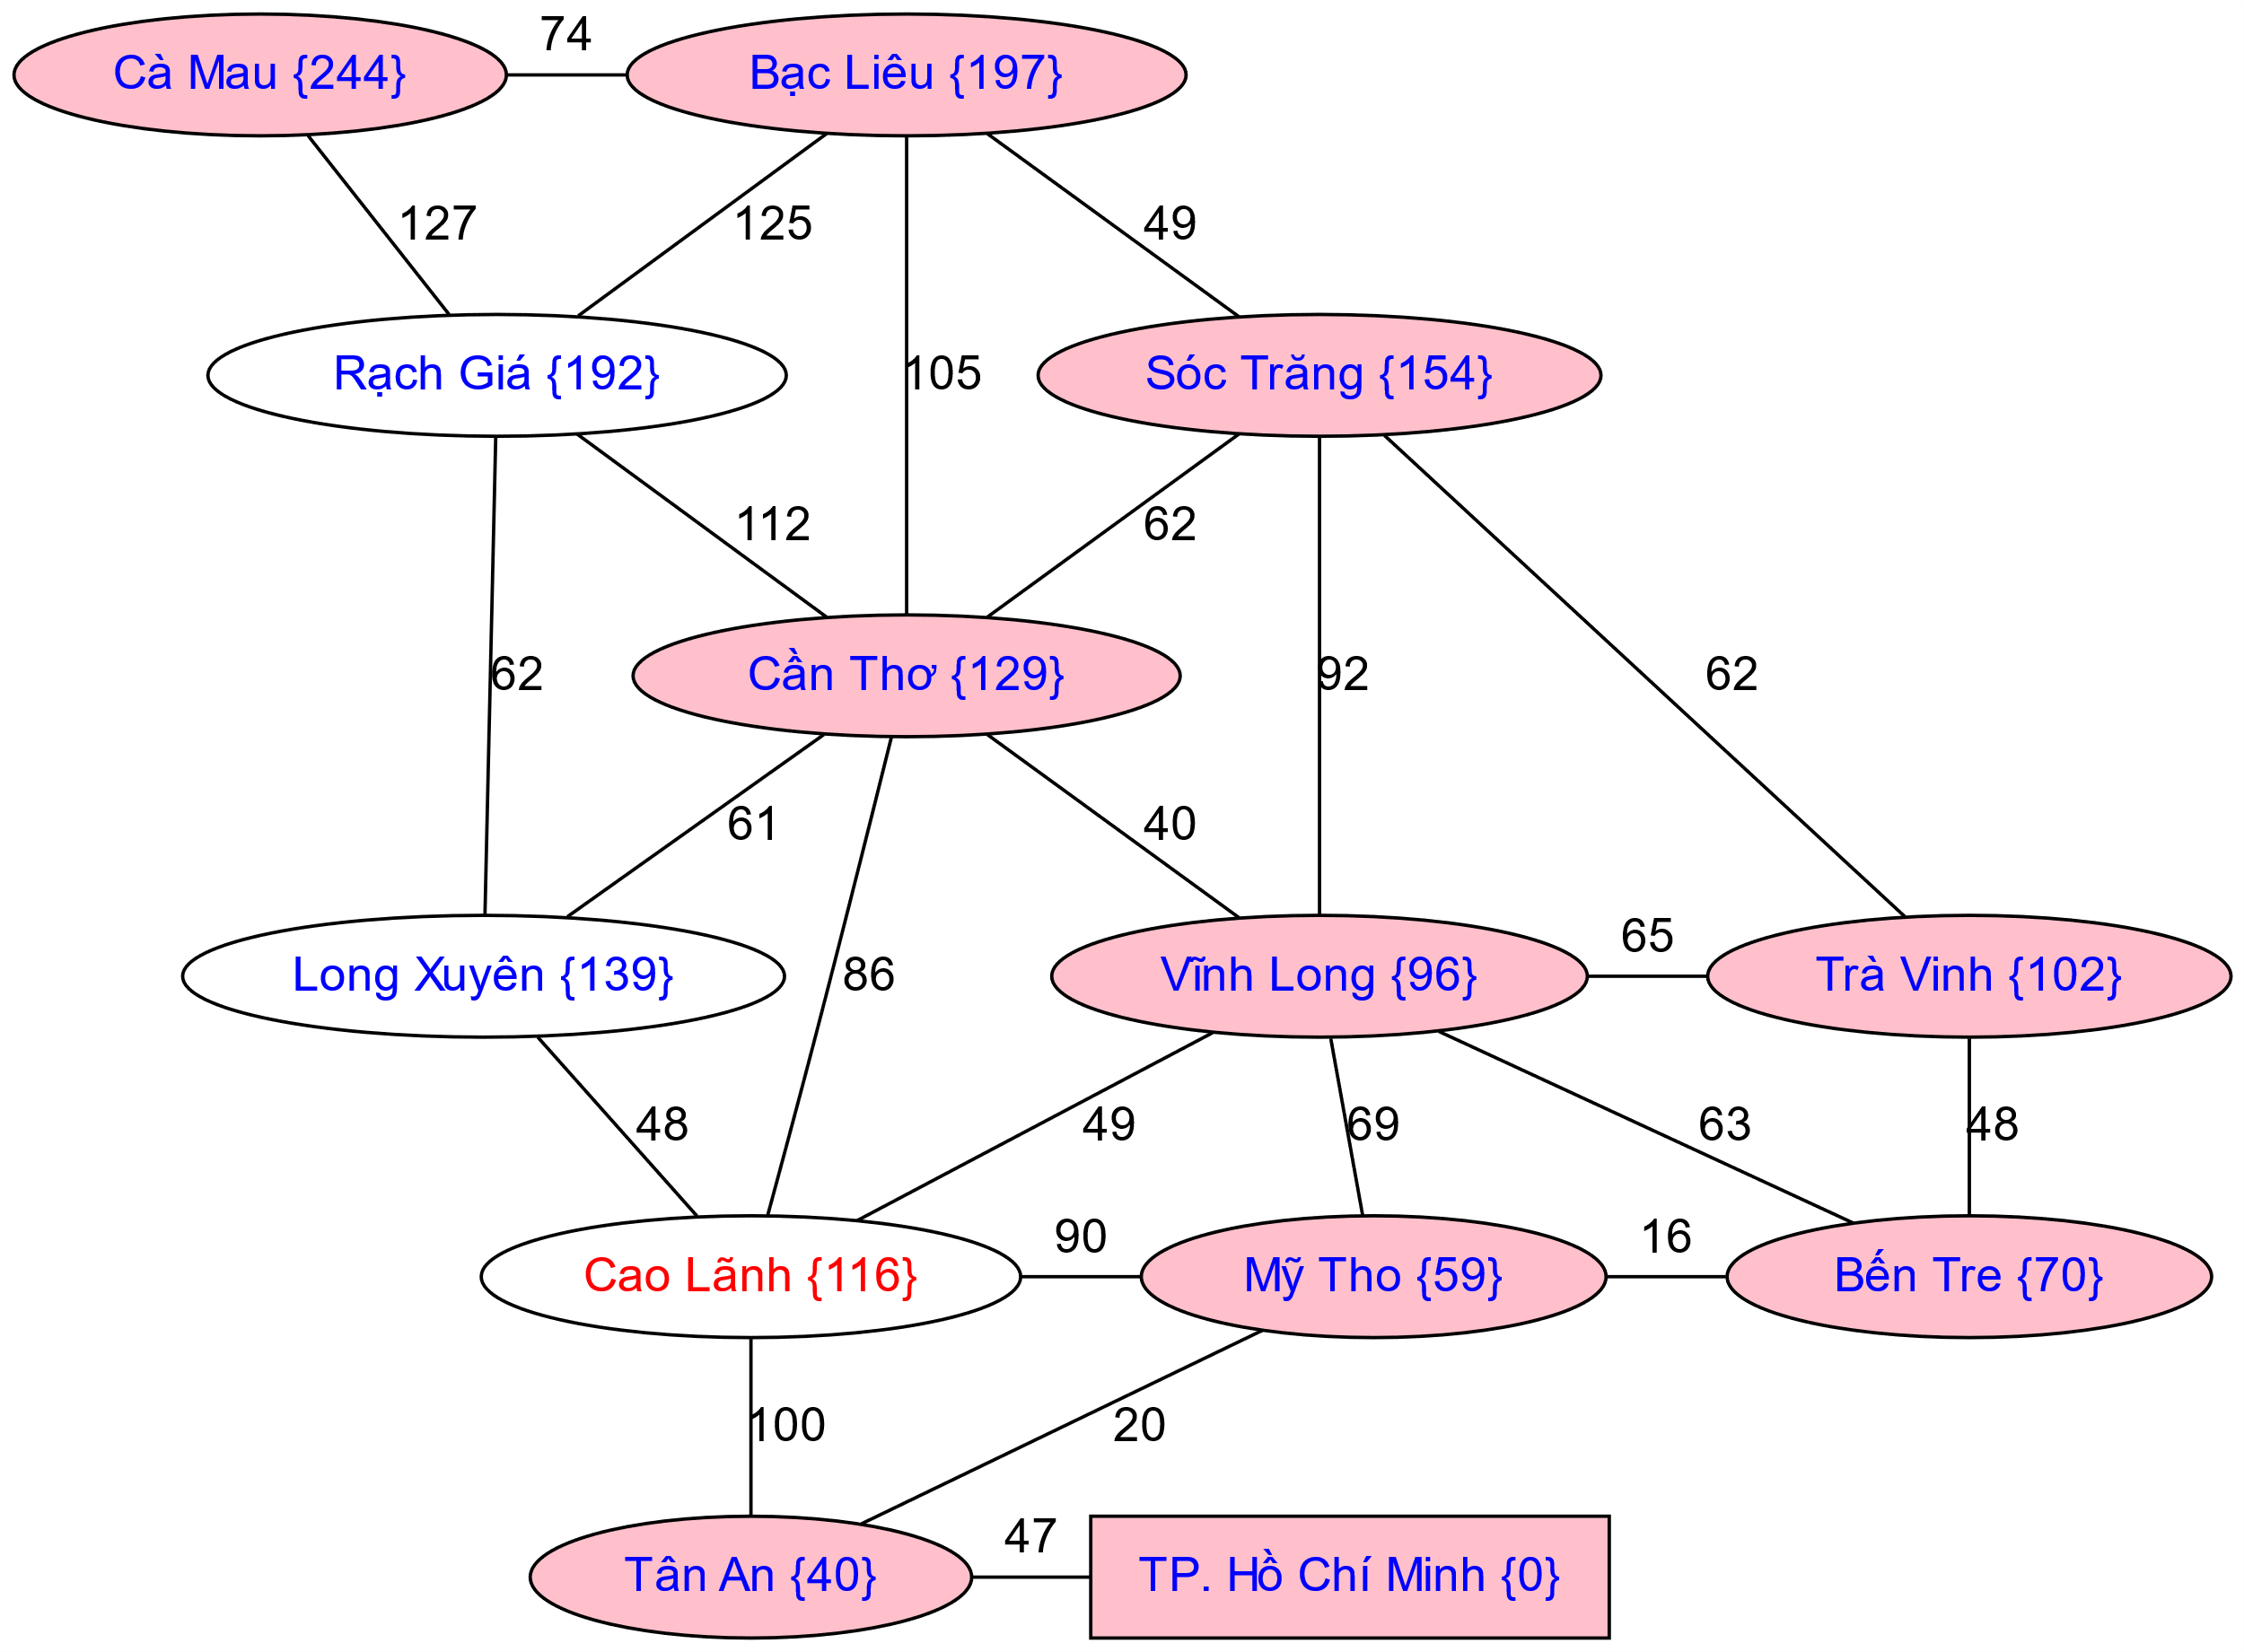 74
Cà Mau {244}
Bạc Liêu {197}
127
125
49
Rạch Giá {192}
105
Sóc Trăng {154}
112
62
62
Cần Thơ {129}
92
62
61
40
Long Xuyên {139}
86
Vĩnh Long {96}
65
Trà Vinh {102}
48
49
69
63
48
Cao Lãnh {116}
90
Mỹ Tho {59}
16
Bến Tre {70}
100
20
Tân An {40}
47
TP. Hồ Chí Minh {0}